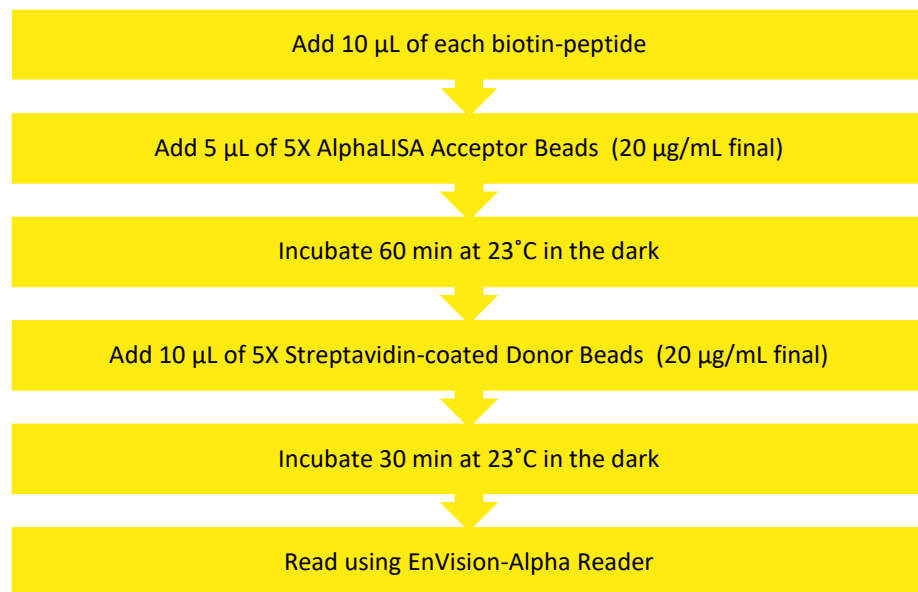 Add 10 µL of each biotin-peptide
Add 5 µL of 5X AlphaLISA Acceptor Beads  (20 µg/mL final)
Incubate 60 min at 23˚C in the dark
Add 10 µL of 5X Streptavidin-coated Donor Beads  (20 µg/mL final)
Incubate 30 min at 23˚C in the dark
Read using EnVision-Alpha Reader